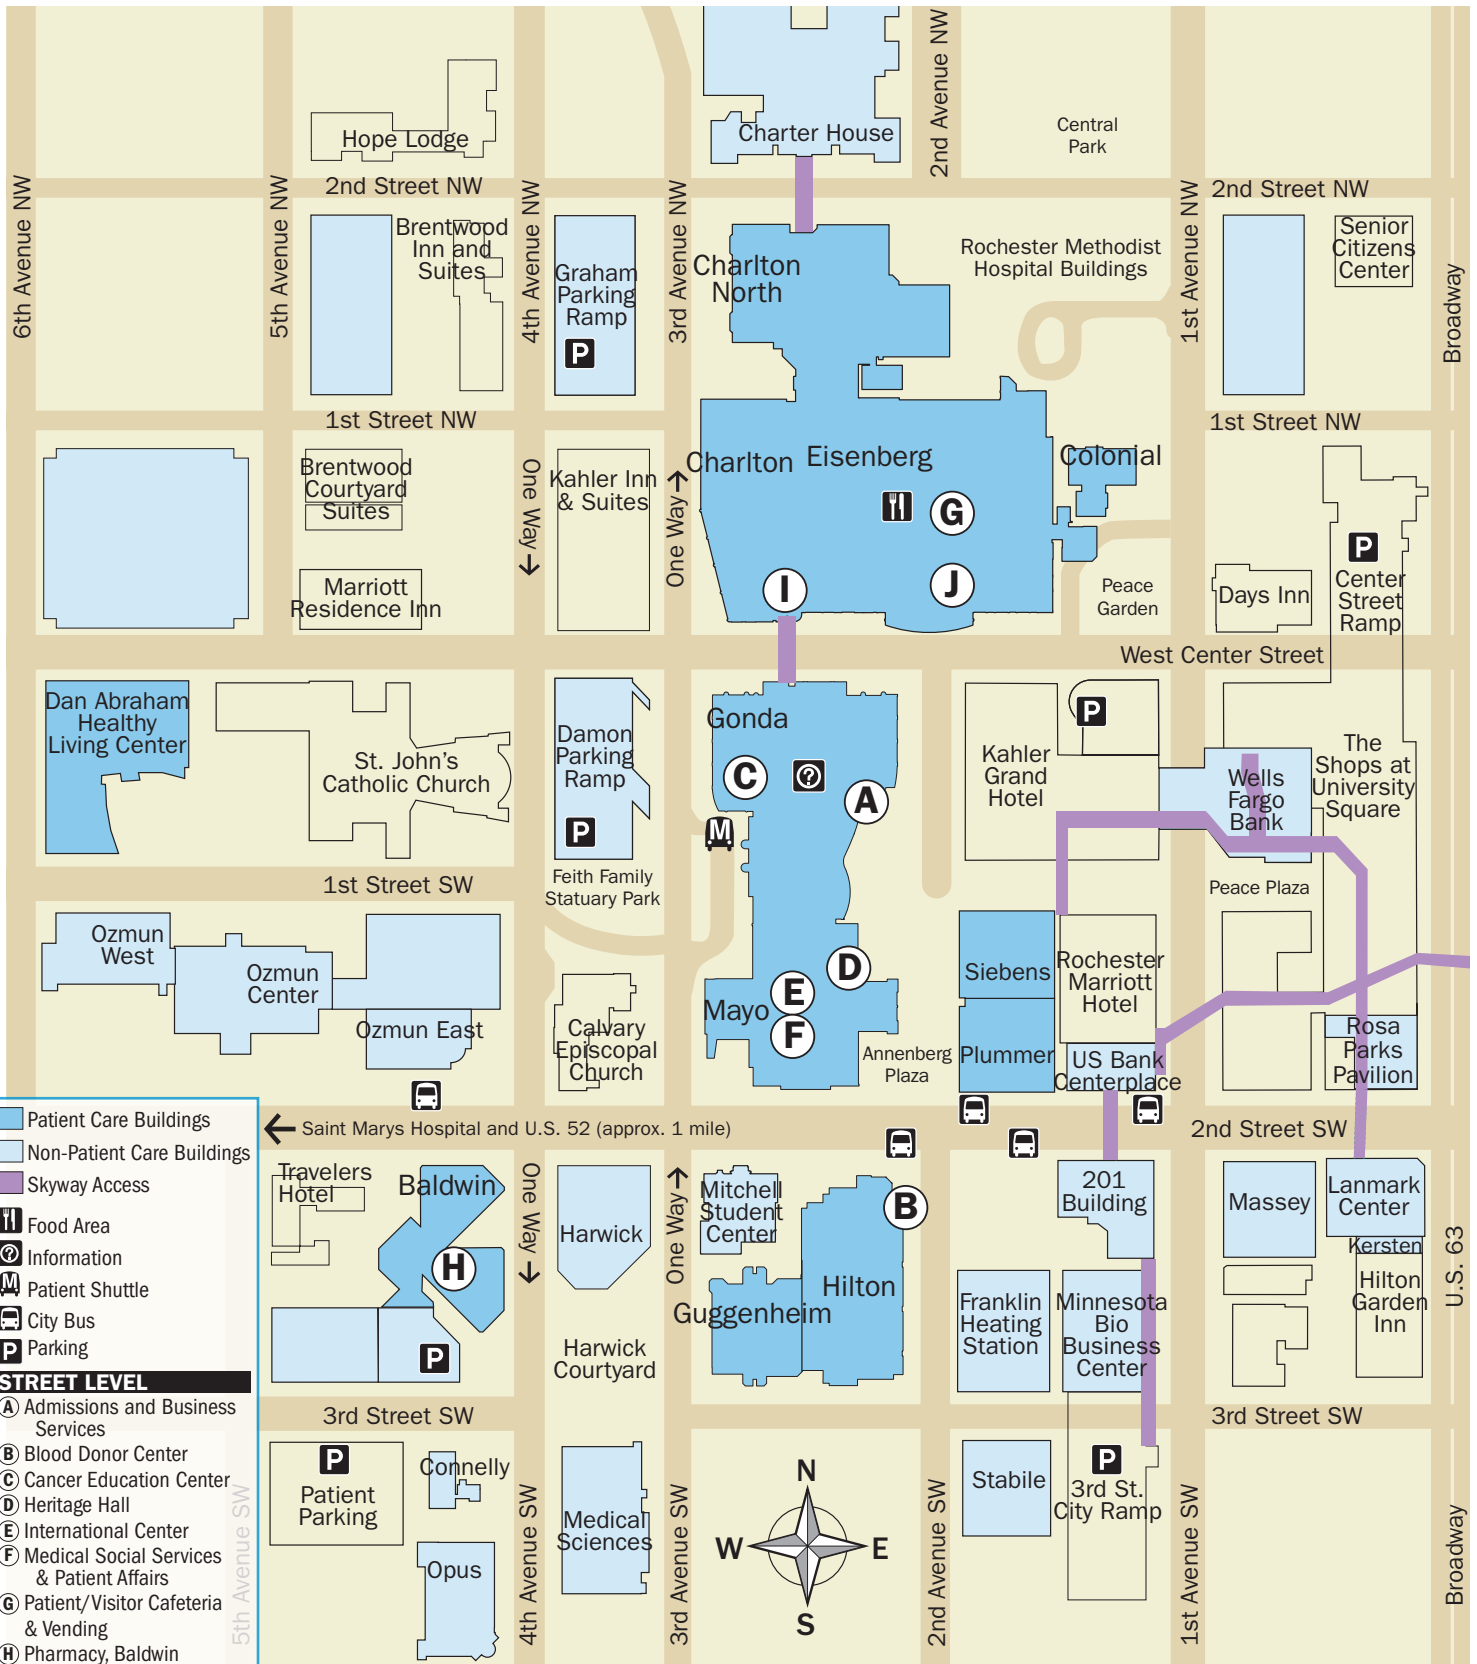 Charter House
2nd Avenue NW
Central
Park
Hope Lodge
2nd Street NW
2nd Street NW
6th Avenue NW
5th Avenue NW
4th Avenue NW
3rd Avenue NW
1st Avenue NW
Broadway
Brentwood
Inn and
Suites
Graham
Parking
Ramp
P
Charlton
North
Rochester Methodist
Hospital Buildings
Senior
Citizens
Center
1st Street NW
1st Street NW
Brentwood
Courtyard
Suites
Marriott
Residence Inn
One Way
Kahler Inn
& Suites
One Way
Charlton
Eisenberg
G
I
J
Colonial
Peace
Garden
Days Inn
P
Center
Street
Ramp
West Center Street
Dan Abraham
Healthy
Living Center
St. John's
Catholic Church
Damon
Parking
Ramp
P
Gonda
C
?
A
M
Kahler
Grand
Hotel
P
Wells
Fargo
Bank
The
Shops at
University
Square
1st Street SW
Feith Family
Statuary Park
Peace Plaza
Ozmun
West
Ozmun
Center
Ozmun East
Calvary
Episcopal
Church
Mayo
D
E
F
Annenberg
Plaza
Siebens
Plummer
Rochester
Marriott
Hotel
US Bank
Centerplace
Rosa
Parks
Pavilion
Saint Marys Hospital and U.S. 52 (approx. 1 mile)
2nd Street SW
Travelers
Hotel
Baldwin
H
P
One Way
Harwick
Harwick
Courtyard
One Way
Mitchell
Student
Center
B
Hilton
Guggenheim
201
Building
Massey
Lanmark
Center
Kersten
Hilton
Garden
Inn
U.S. 63
Franklin
Heating
Station
Minnesota
Bio
Business
Center
3rd Street SW
3rd Street SW
P
Patient
Parking
Connelly
Opus
Medical
Sciences
N
W
E
S
Stabile
P
3rd St.
City Ramp
5th Avenue SW
4th Avenue SW
3rd Avenue SW
2nd Avenue SW
1st Avenue SW
Broadway
Patient Care Buildings
Non-Patient Care Buildings
Skyway Access
Food Area
? Information
M Patient Shuttle
City Bus
P Parking
STREET LEVEL
A Admissions and Business
Services
B Blood Donor Center
C Cancer Education Center
D Heritage Hall
E International Center
F Medical Social Services
& Patient Affairs
G Patient/Visitor Cafeteria
& Vending
H Pharmacy, Baldwin